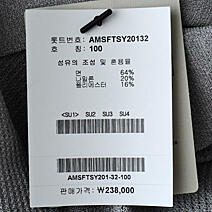 롯트번호: AMSFTSY20132
호 칭: 100
섬유의 조성 및 혼용율
면 64%
나일론 20%
폴리에스터 16%
<SU1> SU2 SU3 SU4
AMSFTSY201-32-100
판매가격: ₩238,000